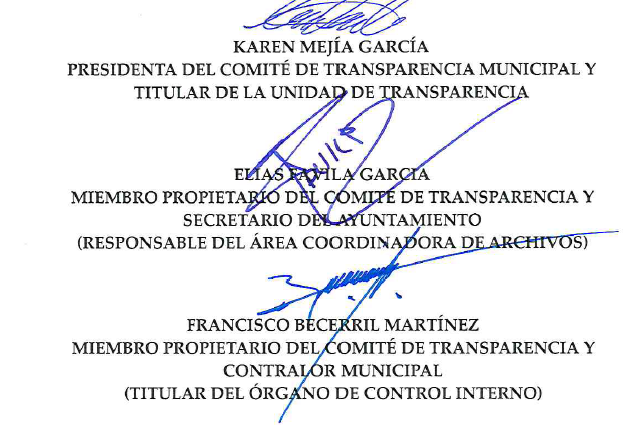 KAREN MEJÍA GARCÍA
PRESIDENTA DEL COMITÉ DE TRANSPARENCIA MUNICIPAL Y
TITULAR DE LA UNIDAD DE TRANSPARENCIA
ELIAS FAVILA GARCIA
MIEMBRO PROPIETARIO DEL COMITÉ DE TRANSPARENCIA Y
SECRETARIO DEL AYUNTAMIENTO
(RESPONSABLE DEL ÁREA COORDINADORA DE ARCHIVOS)
FRANCISCO BECERRIL MARTÍNEZ
MIEMBRO PROPIETARIO DEL COMITÉ DE TRANSPARENCIA Y
CONTRALOR MUNICIPAL
(TITULAR DEL ÓRGANO DE CONTROL INTERNO)